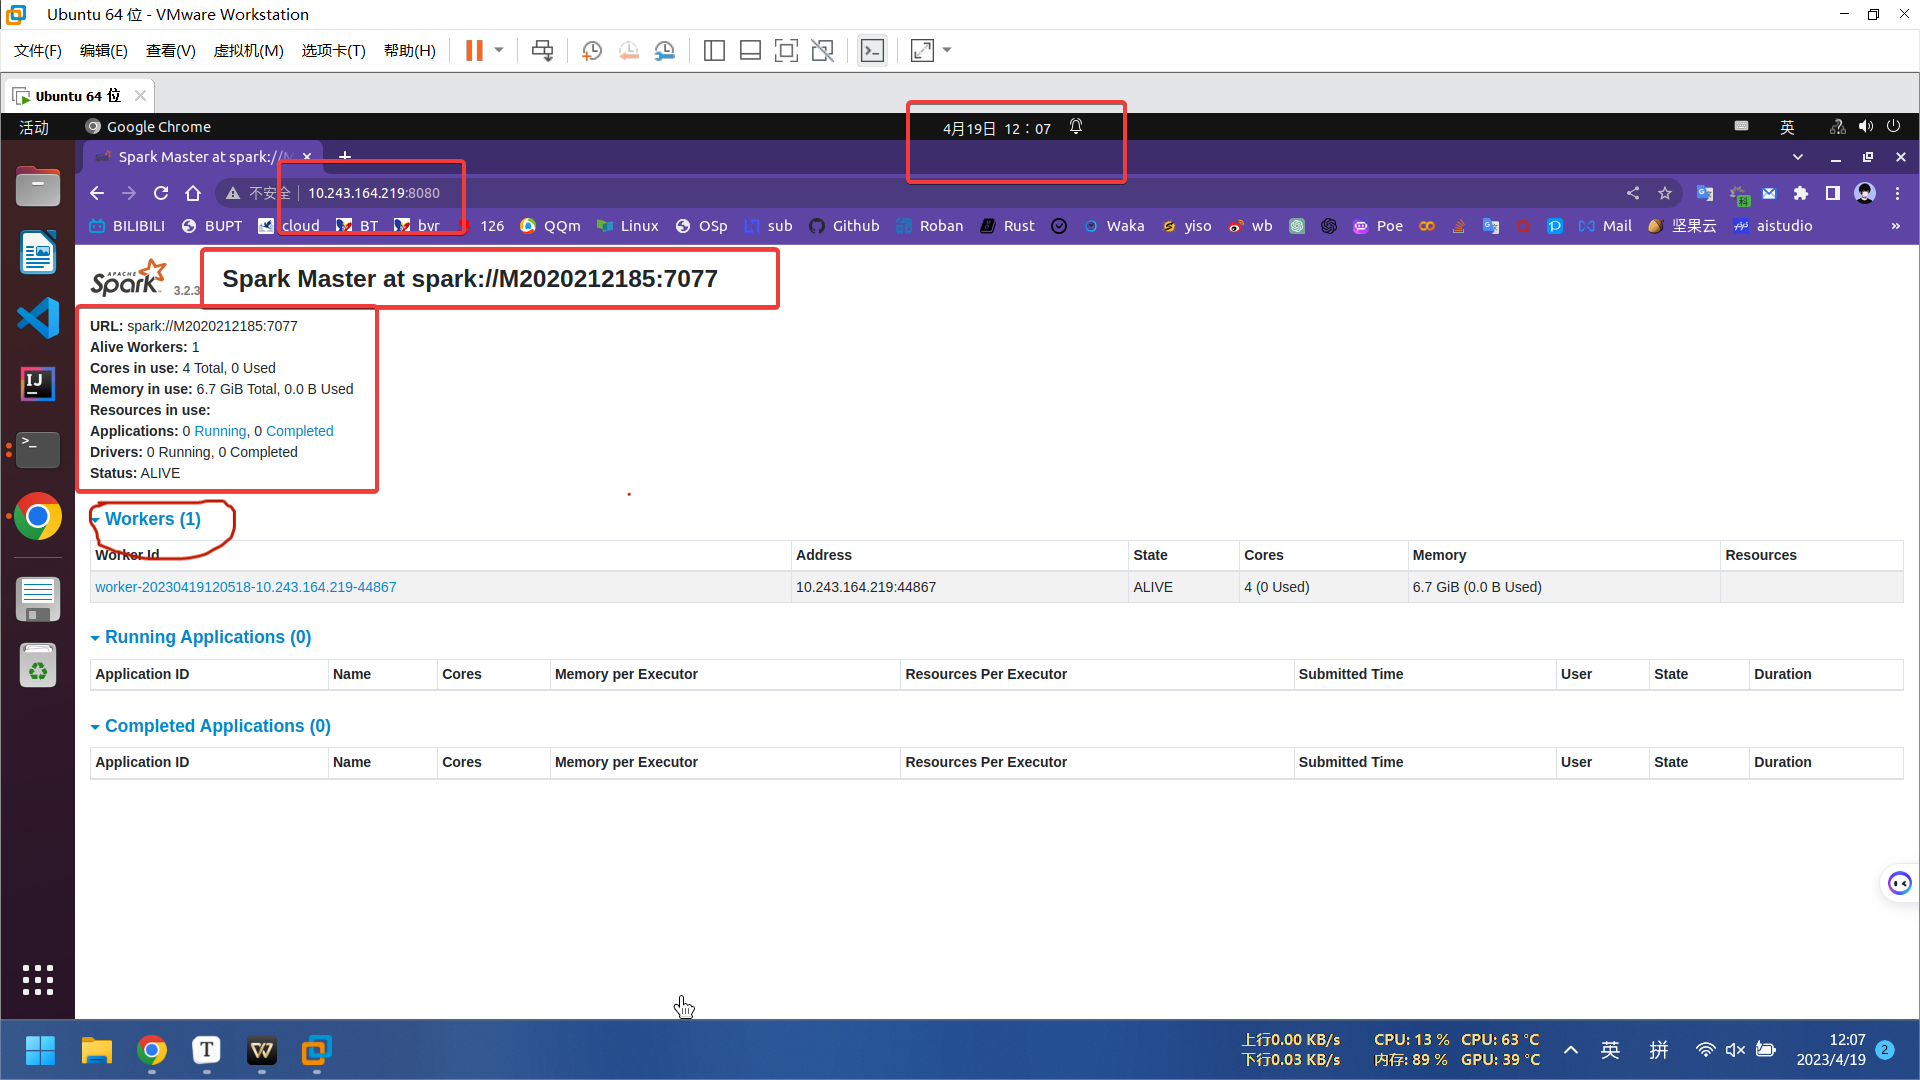 Ubuntu 64 位 - VMware Workstation
文件(F) 编辑(E) 查看(V) 虚拟机(M) 选项卡(T) 帮助(H)
Ubuntu 64 位
活动 Google Chrome 4月19日 12：07 英
Spark Master at spark://
不安全 10.243.164.219:8080
BILIBILI BUPT cloud BT bvr 126 QQm Linux OSp sub Github Roban Rust Waka yiso wb Poe Mail 坚果云 aistudio »
APACHE Spark 3.2.3 Spark Master at spark://M2020212185:7077
URL: spark://M2020212185:7077
Alive Workers: 1
Cores in use: 4 Total, 0 Used
Memory in use: 6.7 GiB Total, 0.0 B Used
Resources in use:
Applications: 0 Running, 0 Completed
Drivers: 0 Running, 0 Completed
Status: ALIVE
Workers (1)
Worker Id Address State Cores Memory Resources
worker-20230419120518-10.243.164.219-44867 10.243.164.219:44867 ALIVE 4 (0 Used) 6.7 GiB (0.0 B Used)
Running Applications (0)
Application ID Name Cores Memory per Executor Resources Per Executor Submitted Time User State Duration
Completed Applications (0)
Application ID Name Cores Memory per Executor Resources Per Executor Submitted Time User State Duration
上行0.00 KB/s CPU: 13 % CPU: 63 °C
下行0.03 KB/s 内存: 89 % GPU: 39 °C
英 拼
12:07
2023/4/19 2